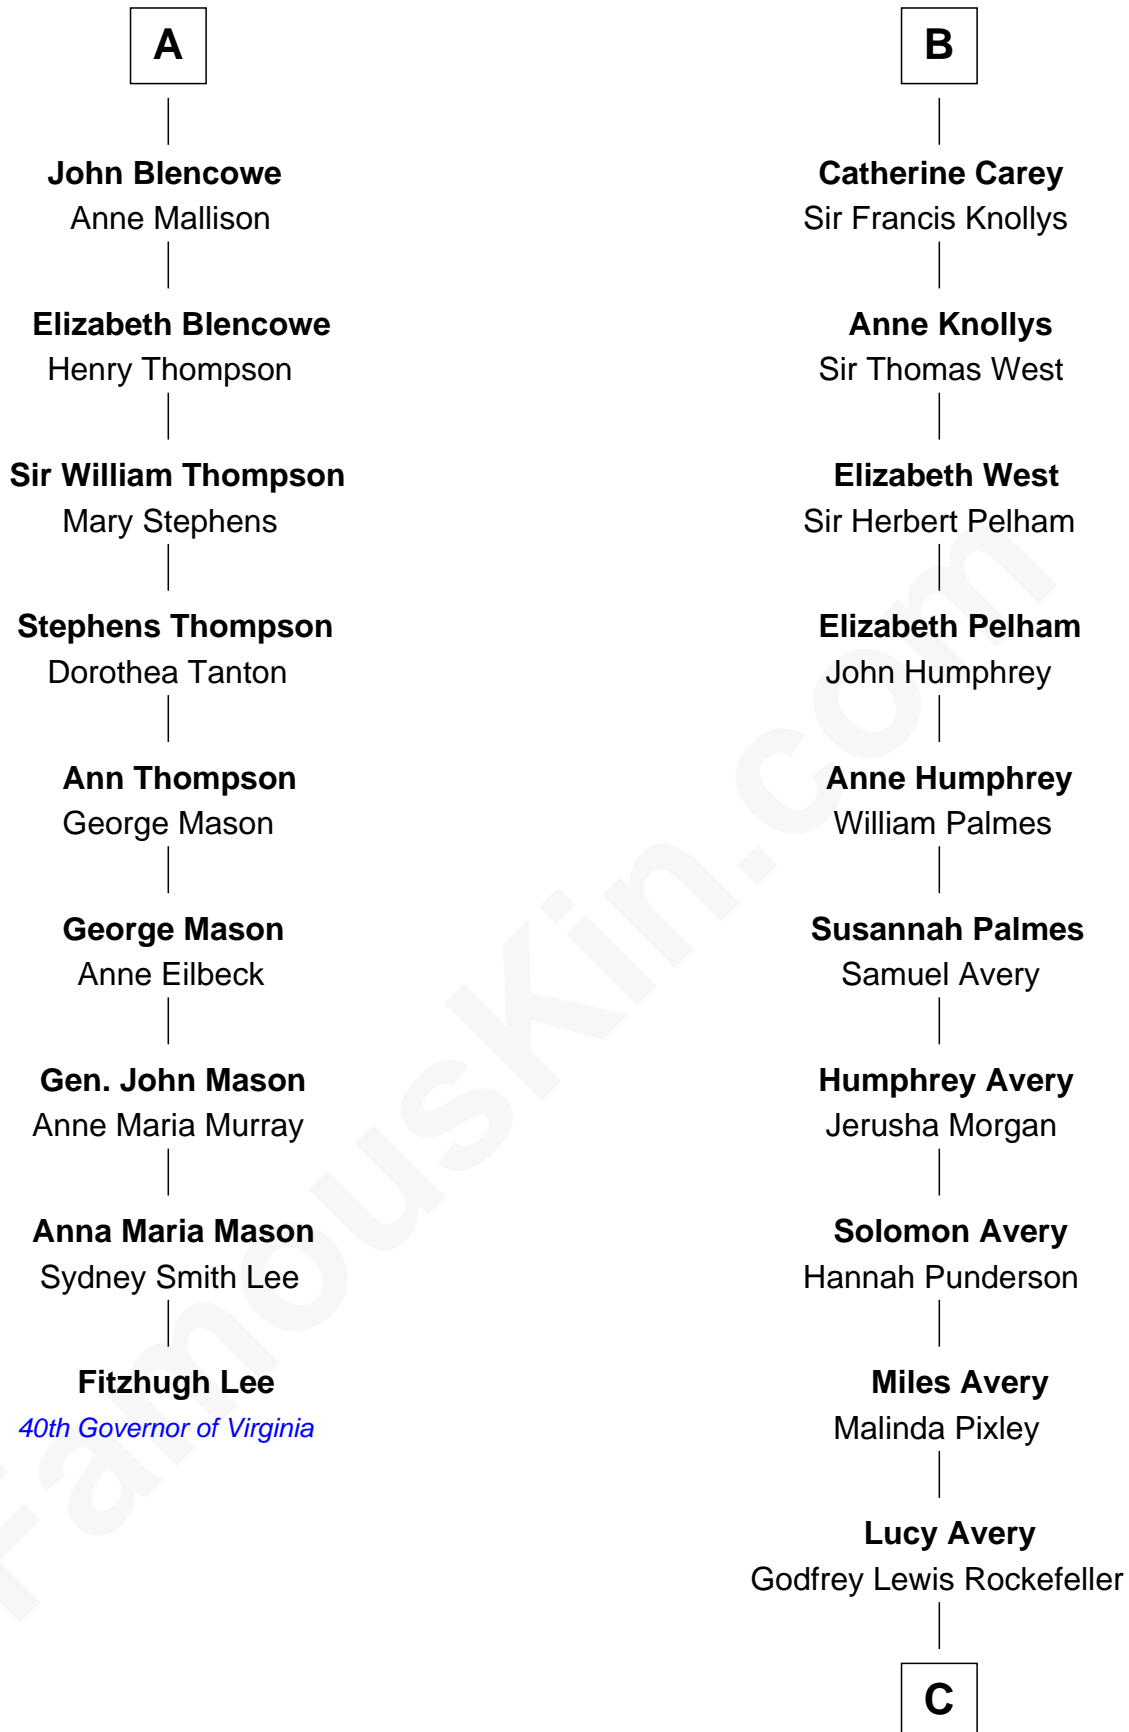 A
John Blencowe
Anne Mallison
Elizabeth Blencowe
Henry Thompson
Sir William Thompson
Mary Stephens
Stephens Thompson
Dorothea Tanton
Ann Thompson
George Mason
George Mason
Anne Eilbeck
Gen. John Mason
Anne Maria Murray
Anna Maria Mason
Sydney Smith Lee
Fitzhugh Lee
40th Governor of Virginia
B
Catherine Carey
Sir Francis Knollys
Anne Knollys
Sir Thomas West
Elizabeth West
Sir Herbert Pelham
Elizabeth Pelham
John Humphrey
Anne Humphrey
William Palmes
Susannah Palmes
Samuel Avery
Humphrey Avery
Jerusha Morgan
Solomon Avery
Hannah Punderson
Miles Avery
Malinda Pixley
Lucy Avery
Godfrey Lewis Rockefeller
C
FamousKin.com